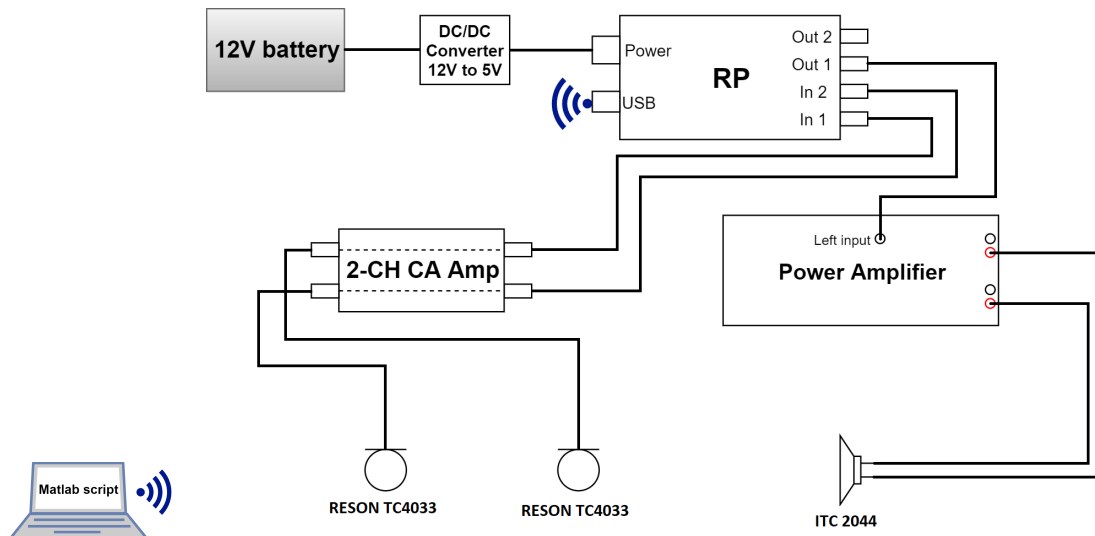 12V battery
DC/DC
Converter
12V to 5V
Power
USB
RP
Out 2
Out 1
In 2
In 1
2-CH CA Amp
Left input
Power Amplifier
Matlab script
RESON TC4033
RESON TC4033
ITC 2044